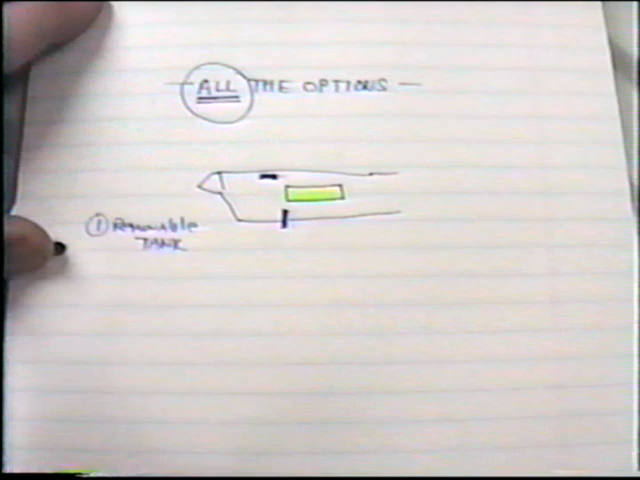 — ALL THE OPTIONS —
① Removable
TANK